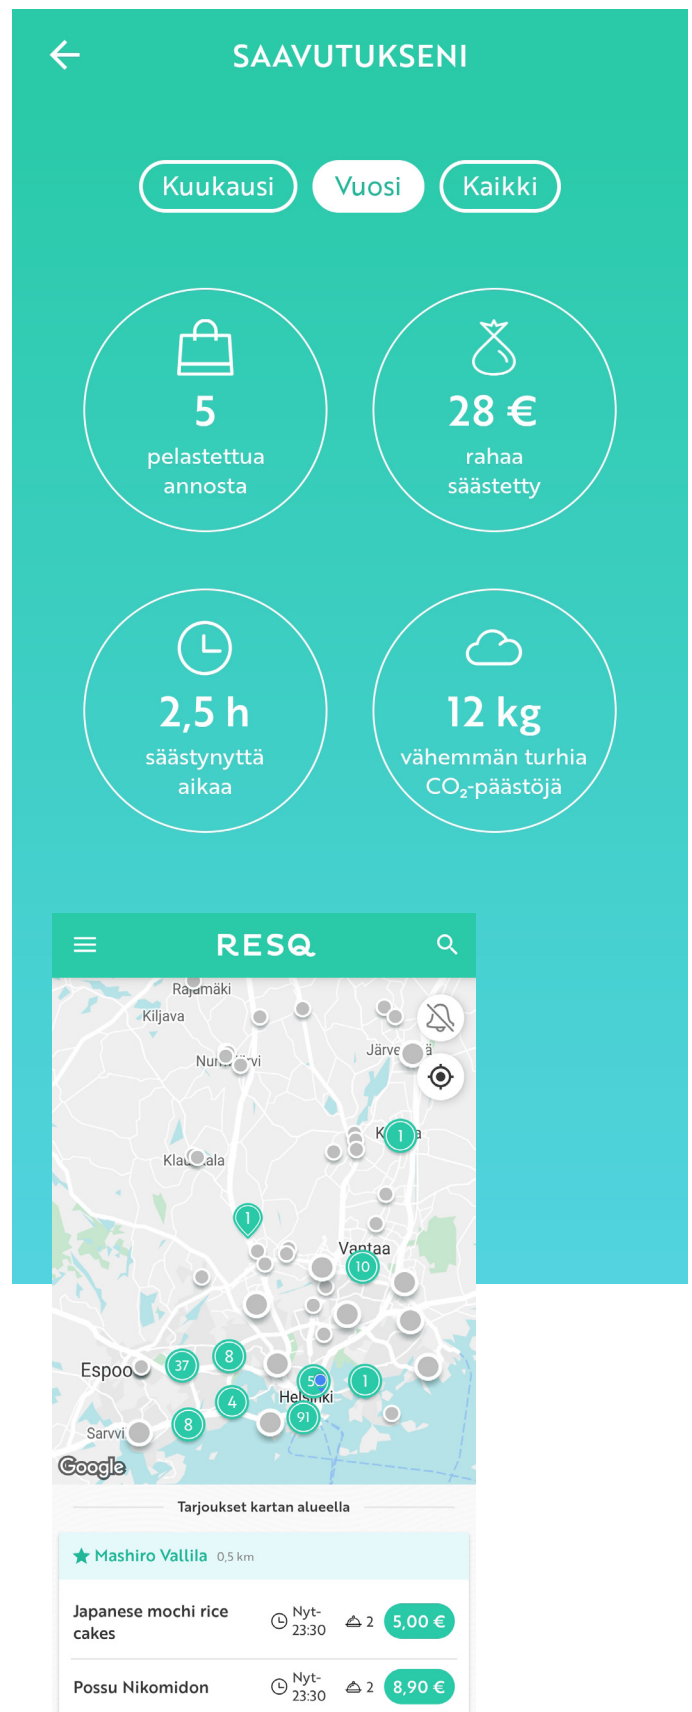 SAAVUTUKSENI
Kuukausi Vuosi Kaikki
5
pelastettua
annosta
28 €
rahaa
säästetty
2,5 h
säästynyttä
aikaa
12 kg
vähemmän turhia
CO₂-päästöjä
RESQ
Rajamäki
Kiljava
1
1
Vantaa
10
Espoo
37
8
5
1
4
Helsinki
8
91
Sarvvi
Google
Tarjoukset kartan alueella
Mashiro Vallila 0,5 km
Japanese mochi rice
cakes
Nyt-
23:30
2
5,00 €
Possu Nikomidon
Nyt-
23:30
2
8,90 €